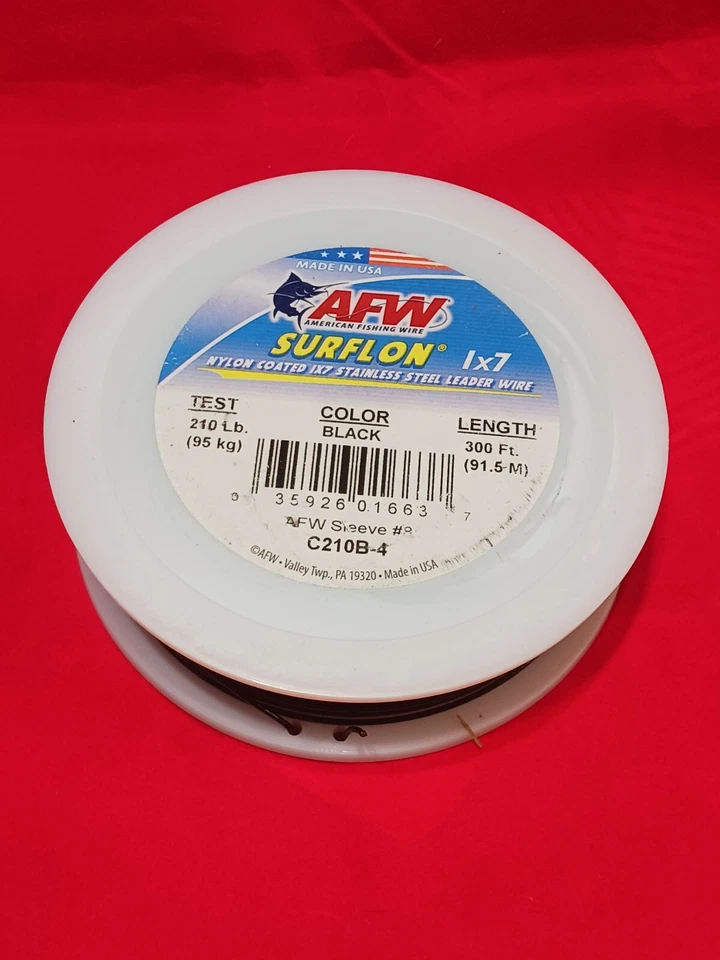 MADE IN USA
AFW
AMERICAN FISHING WIRE
SURFLON® 1x7
NYLON COATED 1X7 STAINLESS STEEL LEADER WIRE
TEST
210 Lb.
(95 kg)
COLOR
BLACK
LENGTH
300 Ft.
(91.5 M)
0 35926 01663 7
AFW Sleeve #8
C210B-4
©AFW • Valley Twp., PA 19320 • Made in USA